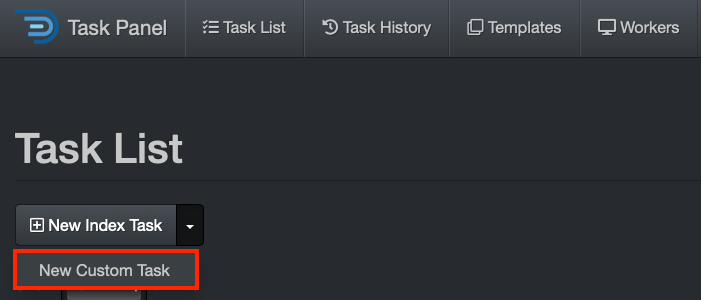 Task Panel
Task List
Task History
Templates
Workers
Task List
New Index Task
New Custom Task